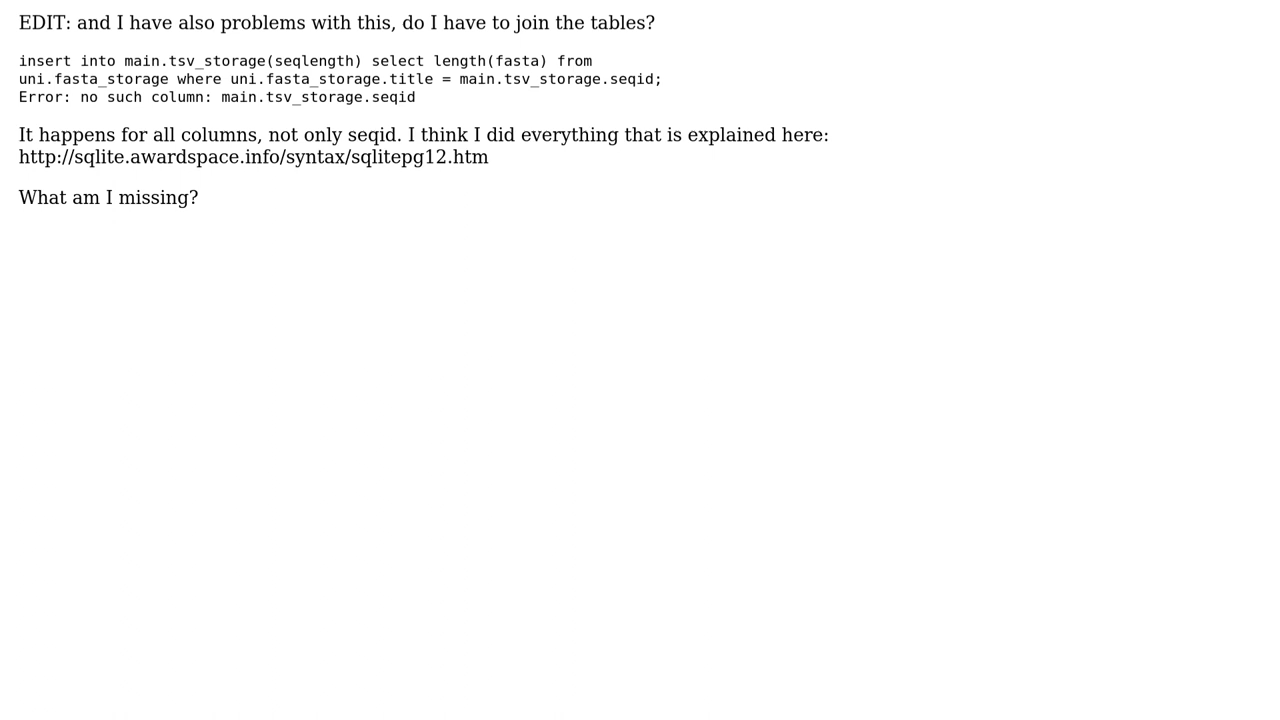 EDIT: and I have also problems with this, do I have to join the tables?
insert into main.tsv_storage(seqlength) select length(fasta) from
uni.fasta_storage where uni.fasta_storage.title = main.tsv_storage.seqid;
Error: no such column: main.tsv_storage.seqid
It happens for all columns, not only seqid. I think I did everything that is explained here:
http://sqlite.awardspace.info/syntax/sqlitepg12.htm
What am I missing?